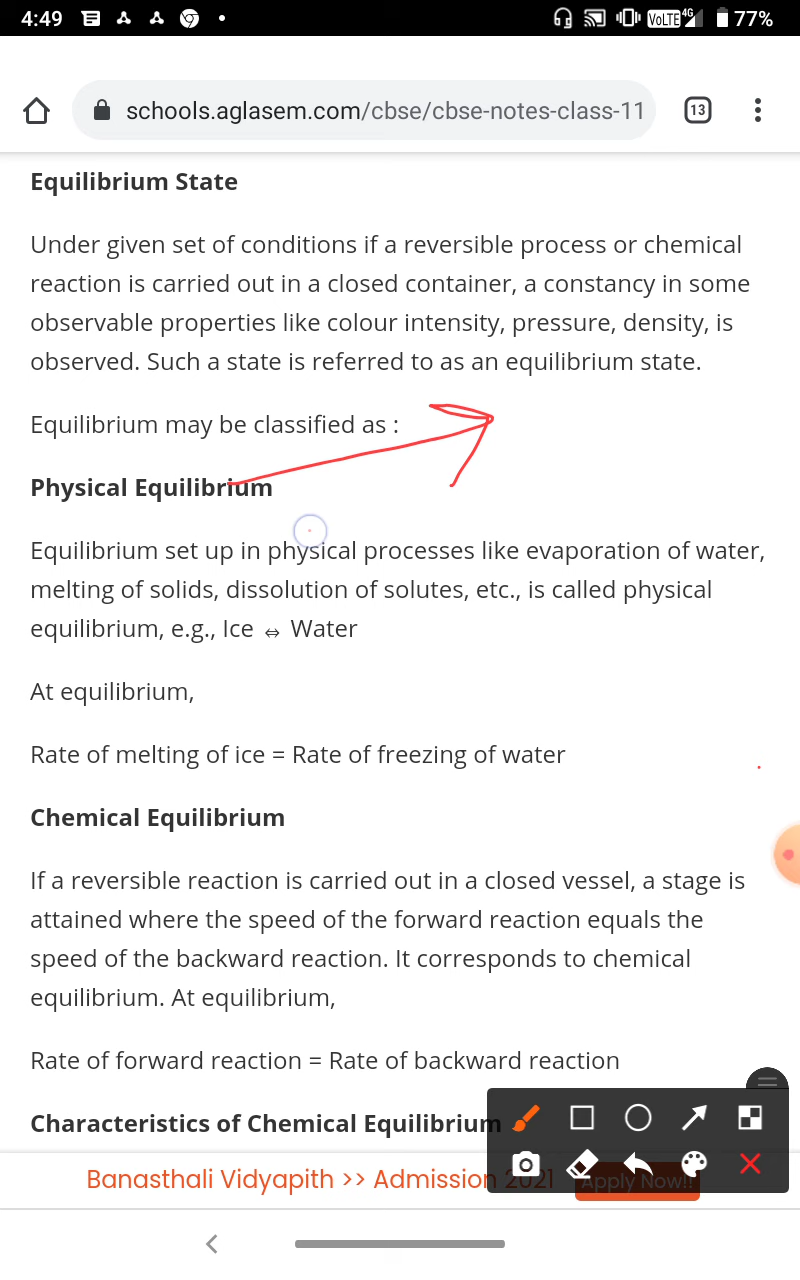 4:49
VoLTE 4G 77%
schools.aglasem.com/cbse/cbse-notes-class-11
13
Equilibrium State
Under given set of conditions if a reversible process or chemical
reaction is carried out in a closed container, a constancy in some
observable properties like colour intensity, pressure, density, is
observed. Such a state is referred to as an equilibrium state.
Equilibrium may be classified as :
Physical Equilibrium
Equilibrium set up in physical processes like evaporation of water,
melting of solids, dissolution of solutes, etc., is called physical
equilibrium, e.g., Ice ⇔ Water
At equilibrium,
Rate of melting of ice = Rate of freezing of water
Chemical Equilibrium
If a reversible reaction is carried out in a closed vessel, a stage is
attained where the speed of the forward reaction equals the
speed of the backward reaction. It corresponds to chemical
equilibrium. At equilibrium,
Rate of forward reaction = Rate of backward reaction
Characteristics of Chemical Equilibrium
Banasthali Vidyapith >> Admission 2021
Apply Now!!